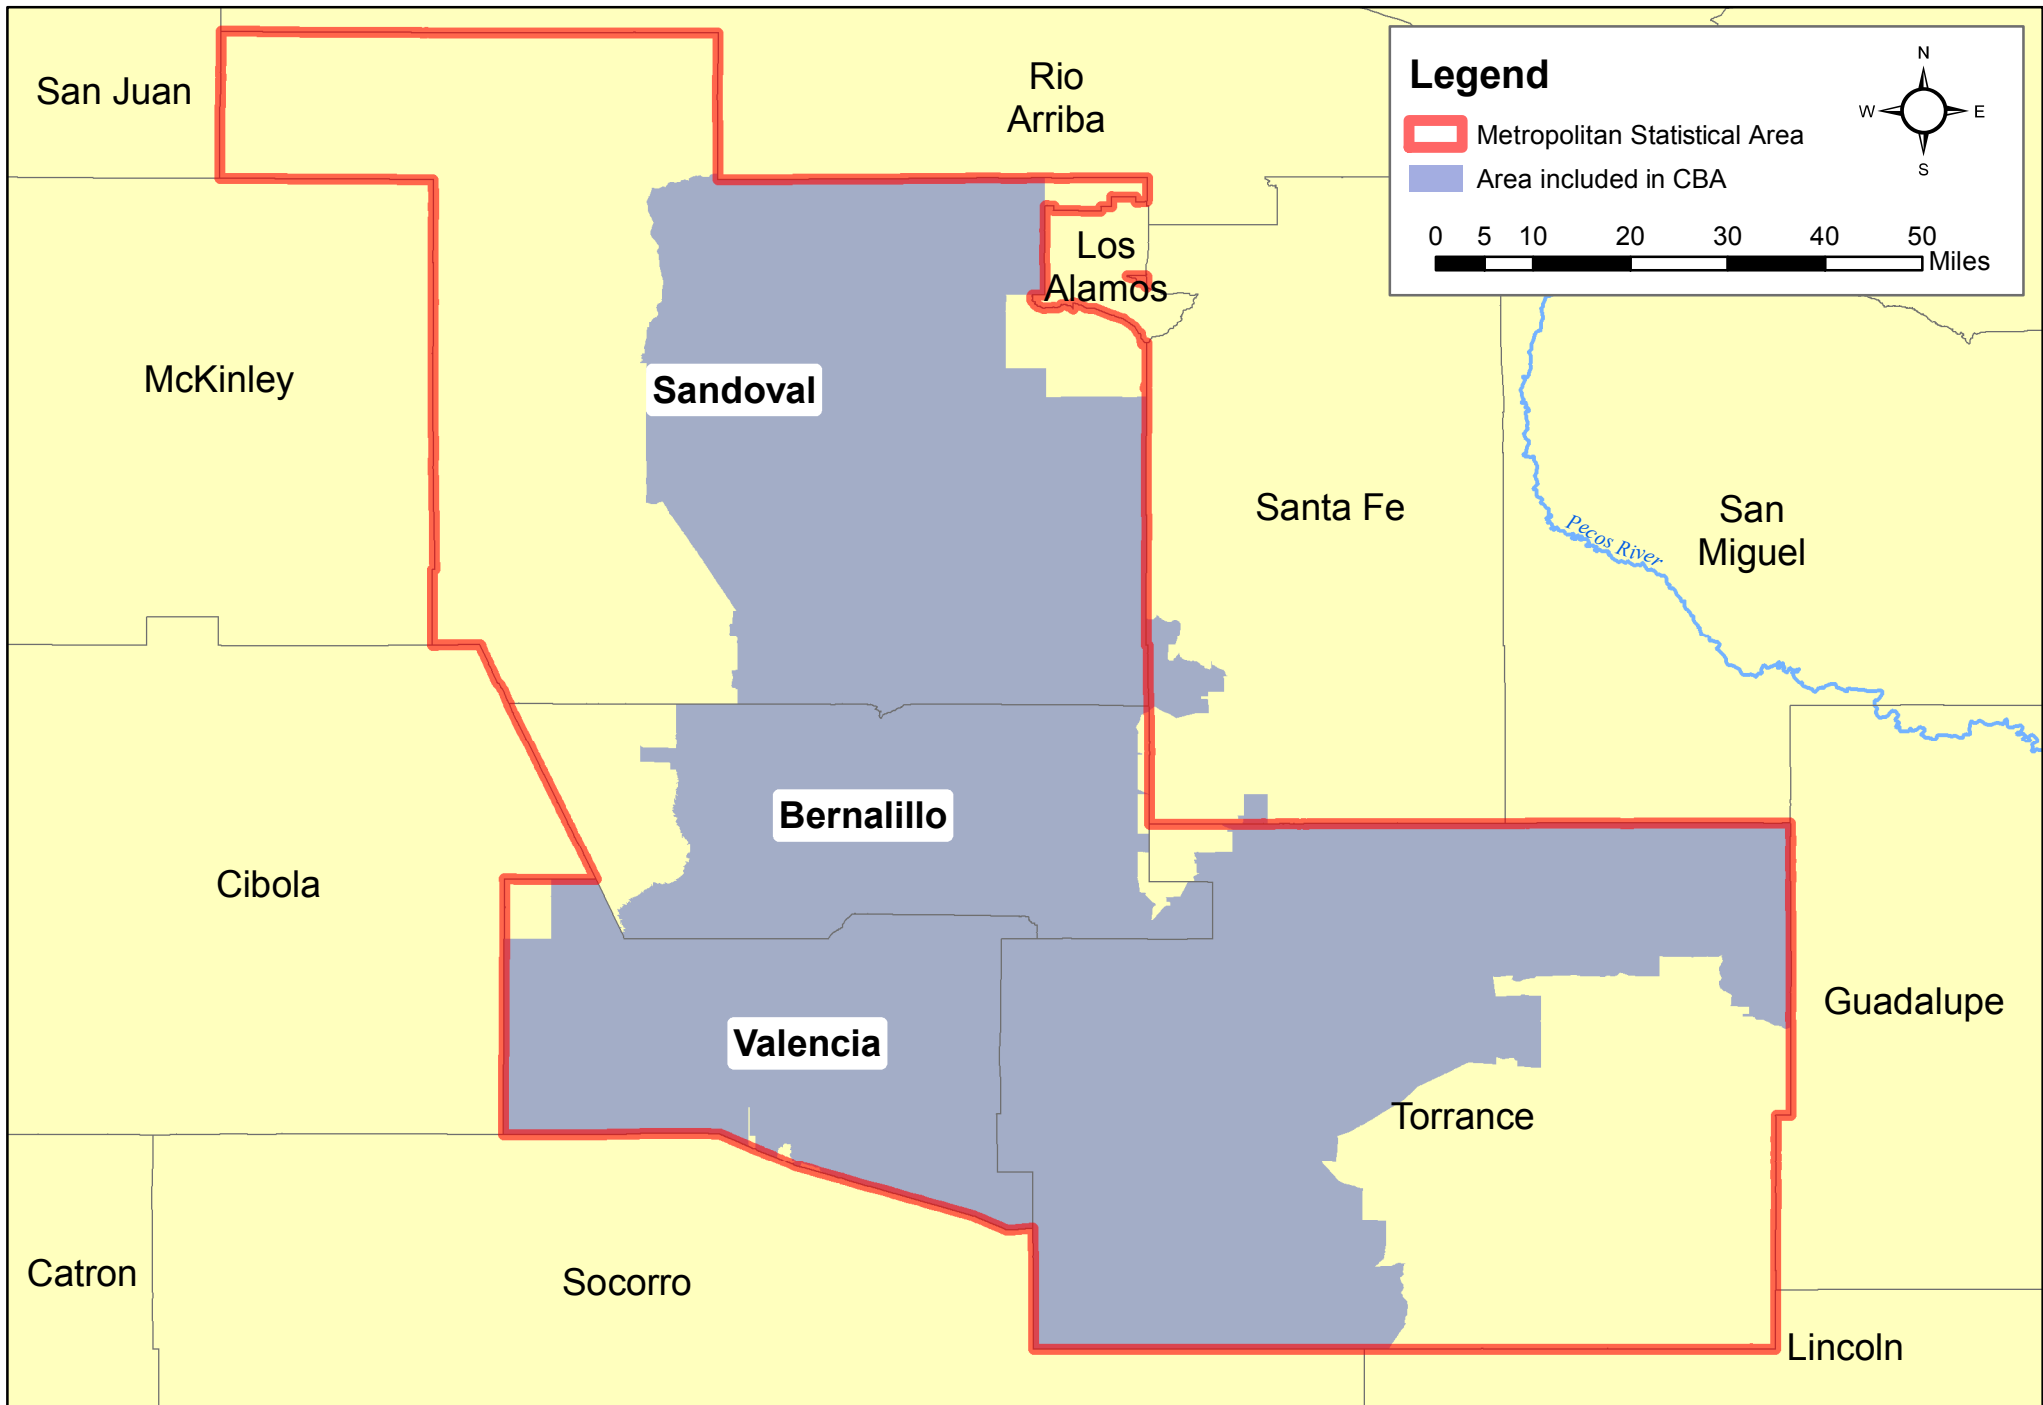 San Juan
Rio
Arriba
Legend
N
W
E
S
Metropolitan Statistical Area
Area included in CBA
0 5 10 20 30 40 50
Miles
Los
Alamos
McKinley
Sandoval
Santa Fe
San
Miguel
Pecos River
Bernalillo
Cibola
Guadalupe
Valencia
Torrance
Catron
Socorro
Lincoln